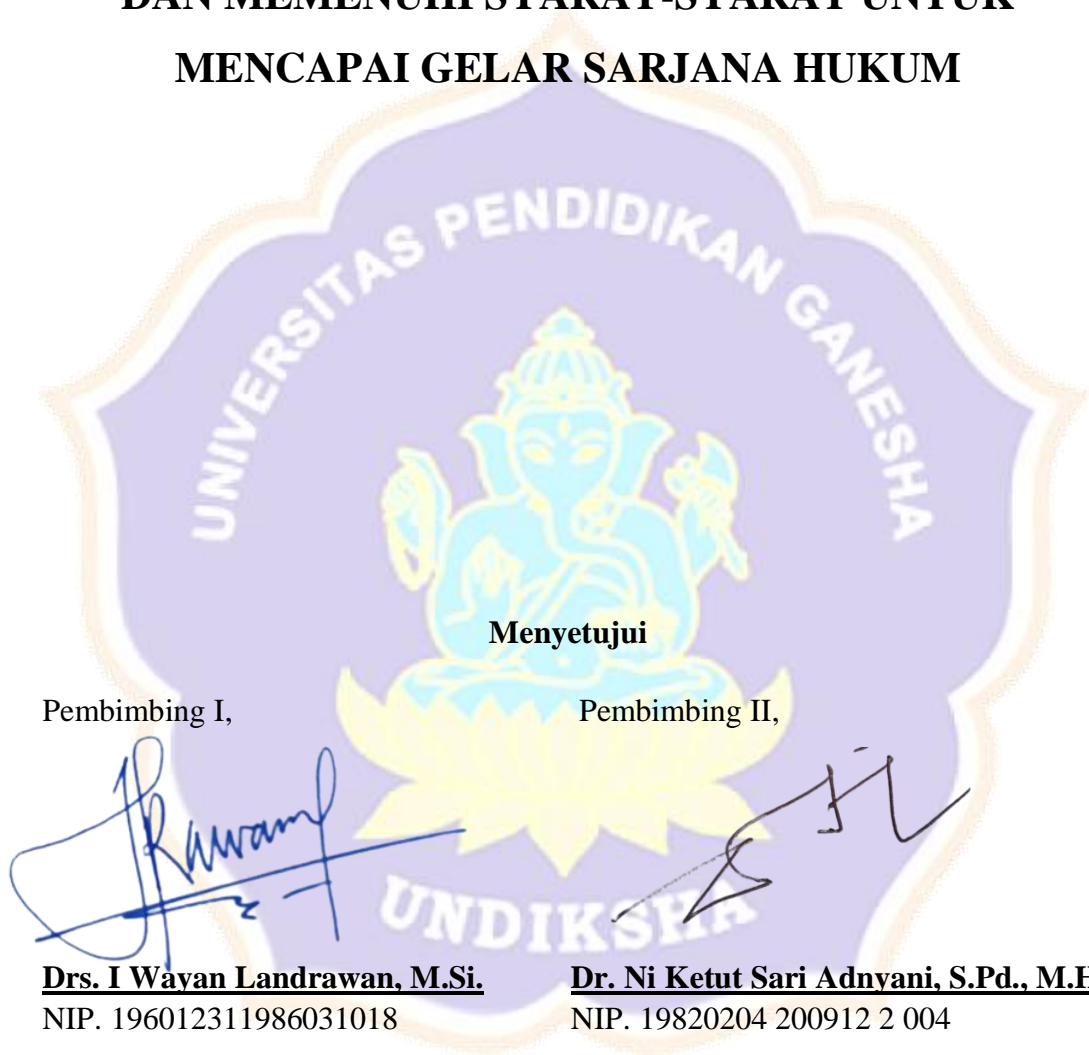 DAN MEMENUHI SYARAT-SYARAT UNTUK
MENCAPAI GELAR SARJANA HUKUM
UNIVERSITAS PENDIDIKAN GANESHA
Menyetujui
Pembimbing I,
Pembimbing II,
UNDIKSHA
Drs. I Wayan Landrawan, M.Si.
Dr. Ni Ketut Sari Adnyani, S.Pd., M.H
NIP. 196012311986031018
NIP. 19820204 200912 2 004